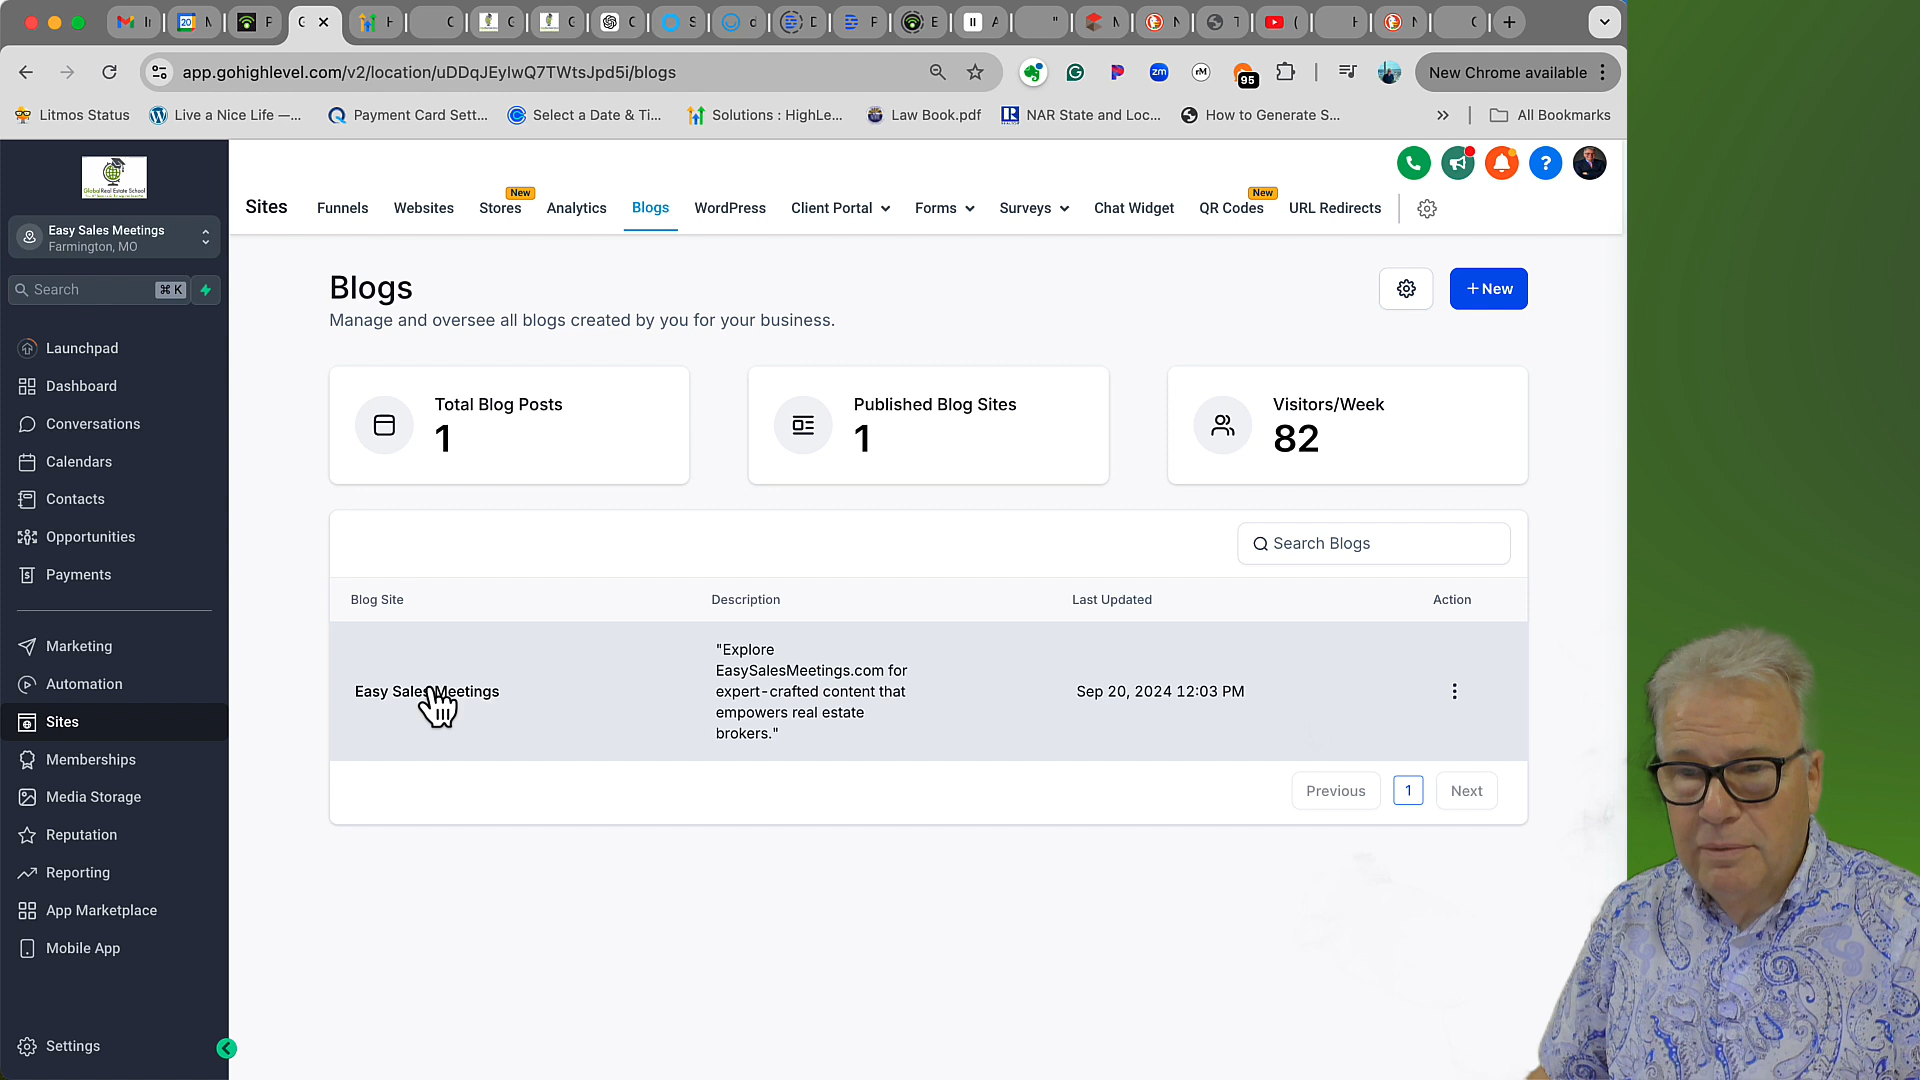 20
app.gohighlevel.com/v2/location/uDDqJEylwQ7TWtsJpd5i/blogs
zm
rM
95
New Chrome available
Litmos Status
Live a Nice Life —...
Payment Card Sett...
Select a Date & Ti...
Solutions : HighLe...
Law Book.pdf
NAR State and Loc...
How to Generate S...
All Bookmarks
Easy Sales Meetings
Farmington, MO
Search
⌘ K
Launchpad
Dashboard
Conversations
Calendars
Contacts
Opportunities
Payments
Marketing
Automation
Sites
Memberships
Media Storage
Reputation
Reporting
App Marketplace
Mobile App
Settings
Sites
Funnels
Websites
Stores
New
Analytics
Blogs
WordPress
Client Portal
Forms
Surveys
Chat Widget
QR Codes
New
URL Redirects
Blogs
Manage and oversee all blogs created by you for your business.
+ New
Total Blog Posts
1
Published Blog Sites
1
Visitors/Week
82
Search Blogs
Blog Site
Description
Last Updated
Action
Easy Sales Meetings
"Explore
EasySalesMeetings.com for
expert-crafted content that
empowers real estate
brokers."
Sep 20, 2024 12:03 PM
Previous
1
Next